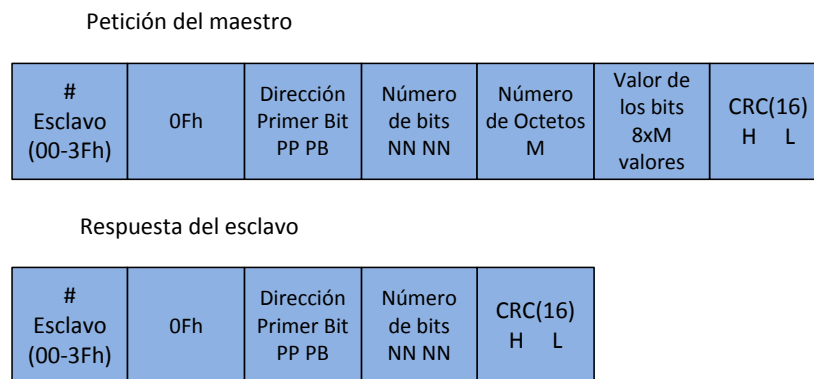 Petición del maestro
#
Esclavo
(00-3Fh)
0Fh
Dirección
Primer Bit
PP PB
Número
de bits
NN NN
Número
de Octetos
M
Valor de
los bits
8xM
valores
CRC(16)
H L
Respuesta del esclavo
#
Esclavo
(00-3Fh)
0Fh
Dirección
Primer Bit
PP PB
Número
de bits
NN NN
CRC(16)
H L